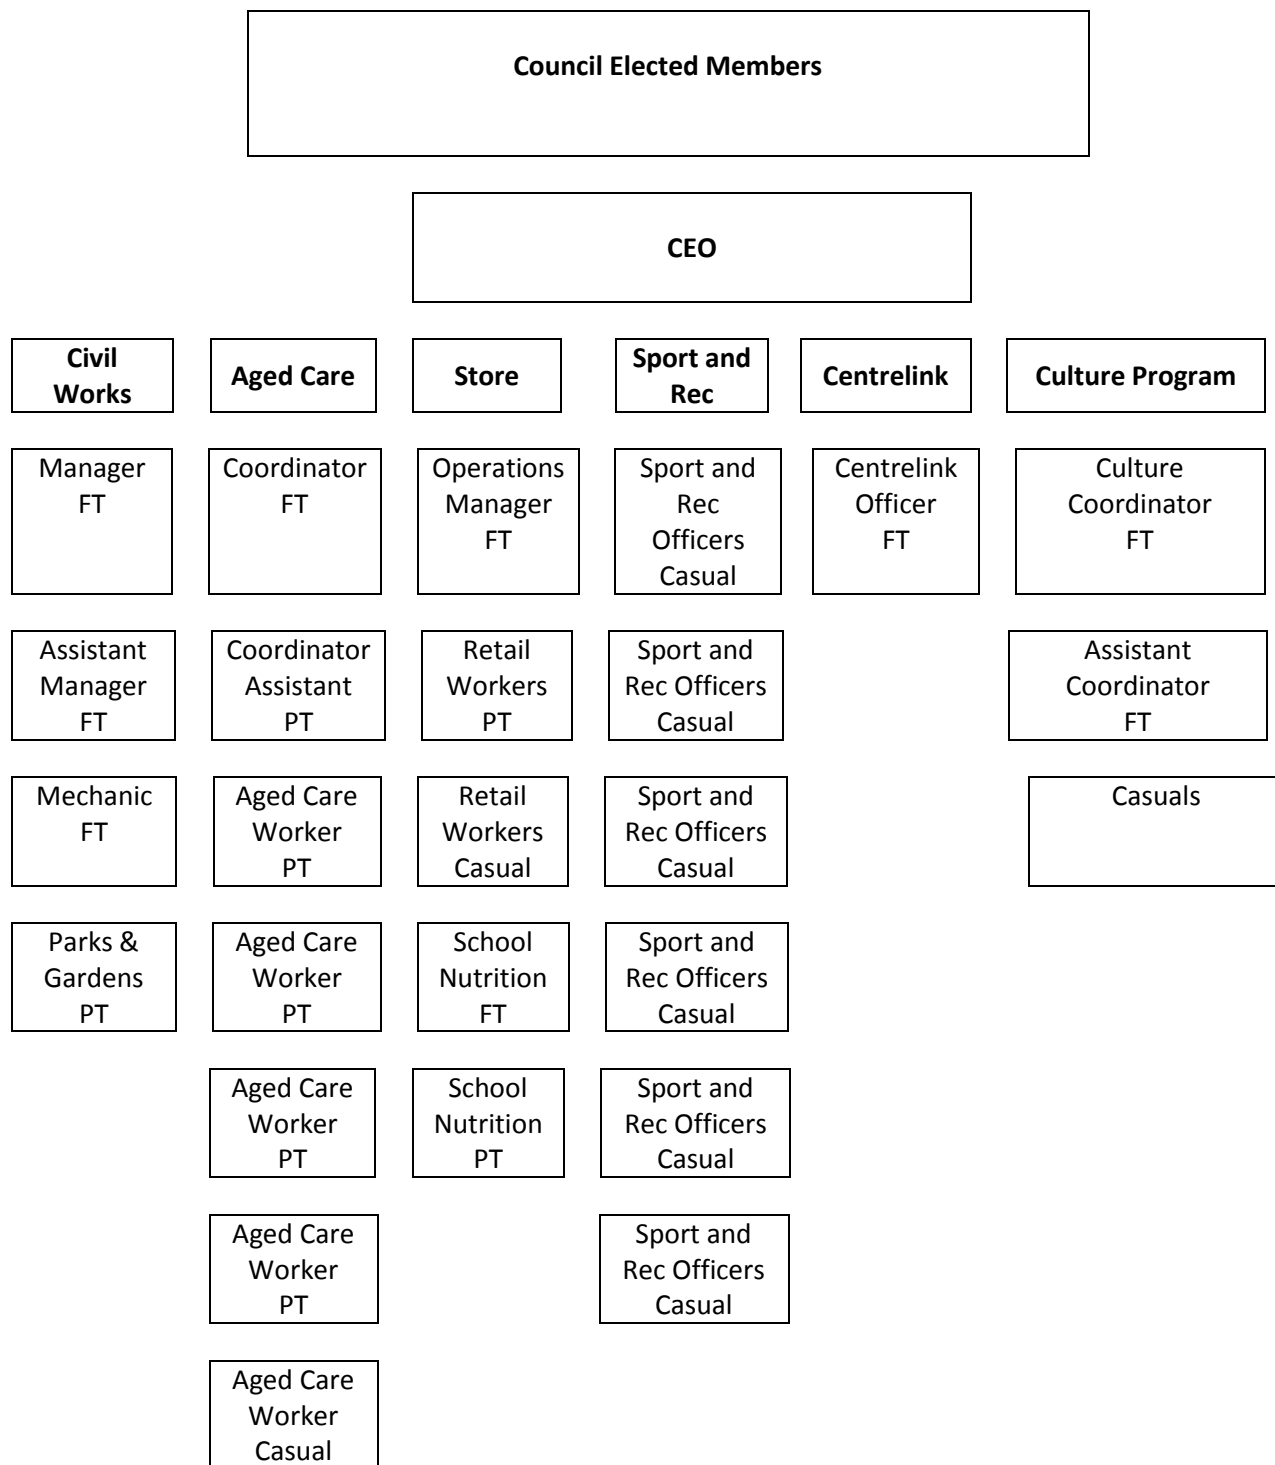 Council Elected Members
CEO
Civil
Works
Aged Care
Store
Sport and
Rec
Centrelink
Culture Program
Manager
FT
Coordinator
FT
Operations
Manager
FT
Sport and
Rec
Officers
Casual
Centrelink
Officer
FT
Culture
Coordinator
FT
Assistant
Manager
FT
Coordinator
Assistant
PT
Retail
Workers
PT
Sport and
Rec Officers
Casual
Assistant
Coordinator
FT
Mechanic
FT
Aged Care
Worker
PT
Retail
Workers
Casual
Sport and
Rec Officers
Casual
Casuals
Parks &
Gardens
PT
Aged Care
Worker
PT
School
Nutrition
FT
Sport and
Rec Officers
Casual
Aged Care
Worker
PT
School
Nutrition
PT
Sport and
Rec Officers
Casual
Aged Care
Worker
PT
Sport and
Rec Officers
Casual
Aged Care
Worker
Casual